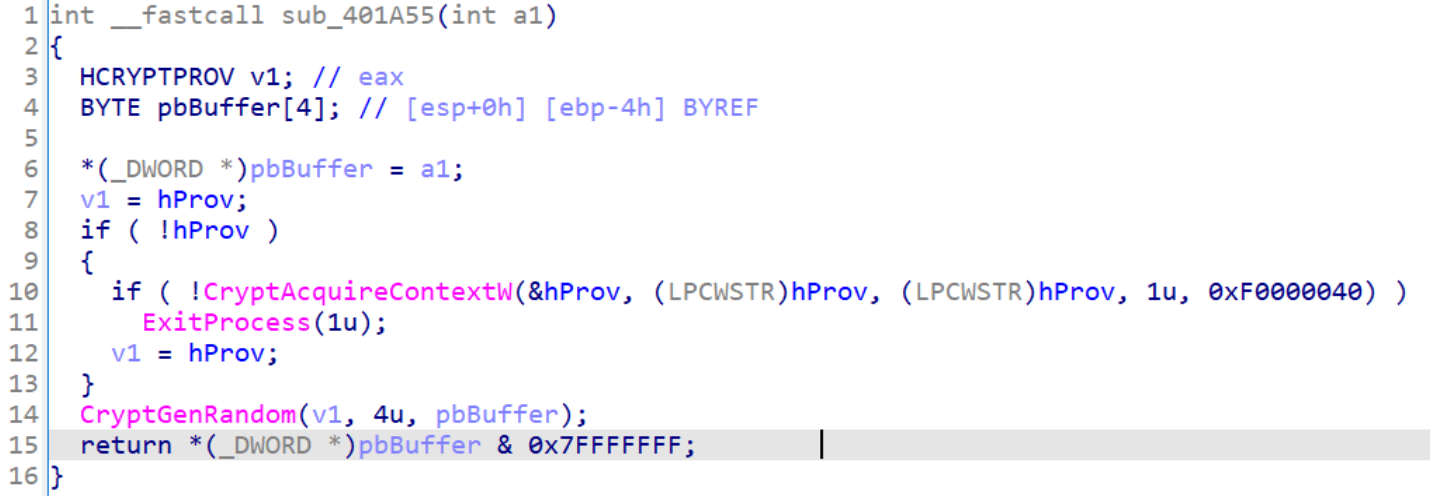 1 int __fastcall sub_401A55(int a1)
2 {
3   HCRYPTPROV v1; // eax
4   BYTE pbBuffer[4]; // [esp+0h] [ebp-4h] BYREF
5
6   *(_DWORD *)pbBuffer = a1;
7   v1 = hProv;
8   if ( !hProv )
9   {
10     if ( !CryptAcquireContextW(&hProv, (LPCWSTR)hProv, (LPCWSTR)hProv, 1u, 0xF0000040) )
11       ExitProcess(1u);
12     v1 = hProv;
13   }
14   CryptGenRandom(v1, 4u, pbBuffer);
15   return *(_DWORD *)pbBuffer & 0x7FFFFFFF;
16 }